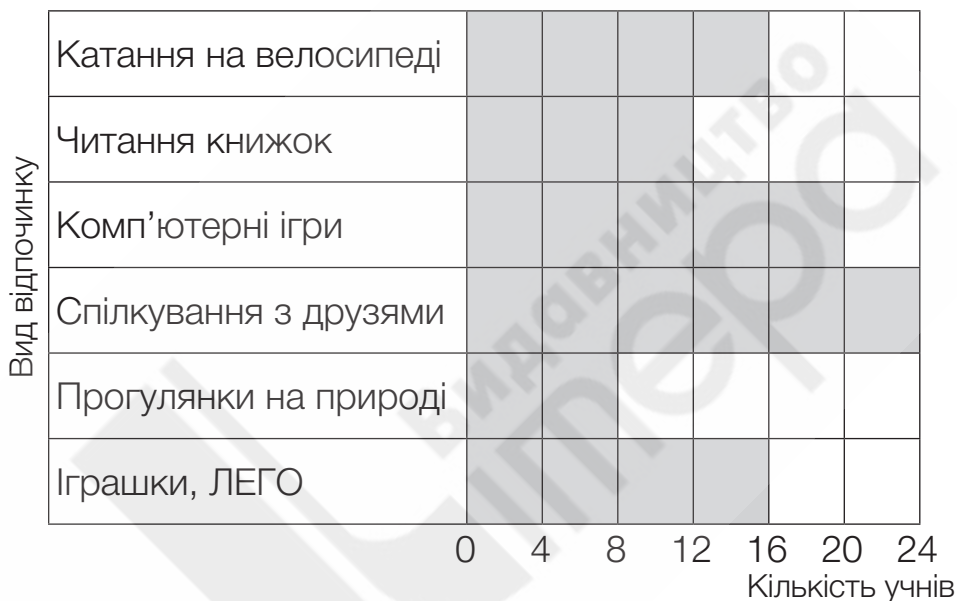 Вид відпочинку
Катання на велосипеді
Читання книжок
Комп’ютерні ігри
Спілкування з друзями
Прогулянки на природі
Іграшки, ЛЕГО
0 4 8 12 16 20 24
Кількість учнів
Видавництво
Літера